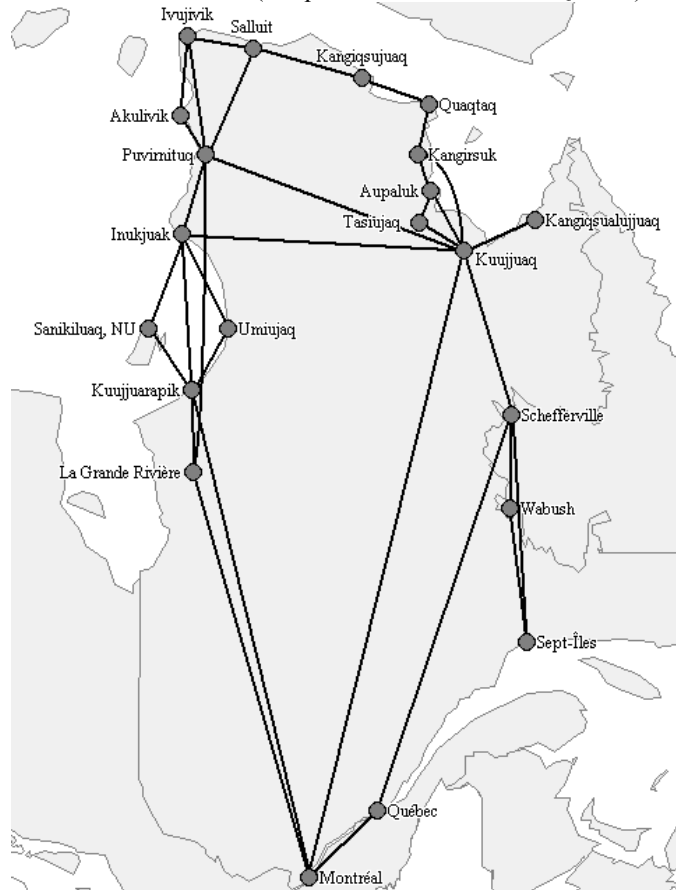 Ivujivik
Salluit
Kangiqsujuaq
Quaqtaq
Akulivik
Puvirnituq
Kangirsuk
Aupaluk
Tasiujaq
Kangiqsualujjuaq
Inukjuak
Kuujjuaq
Sanikiluaq, NU
Umiujaq
Kuujjuarapik
Schefferville
La Grande Rivière
Wabush
Sept-Îles
Québec
Montréal